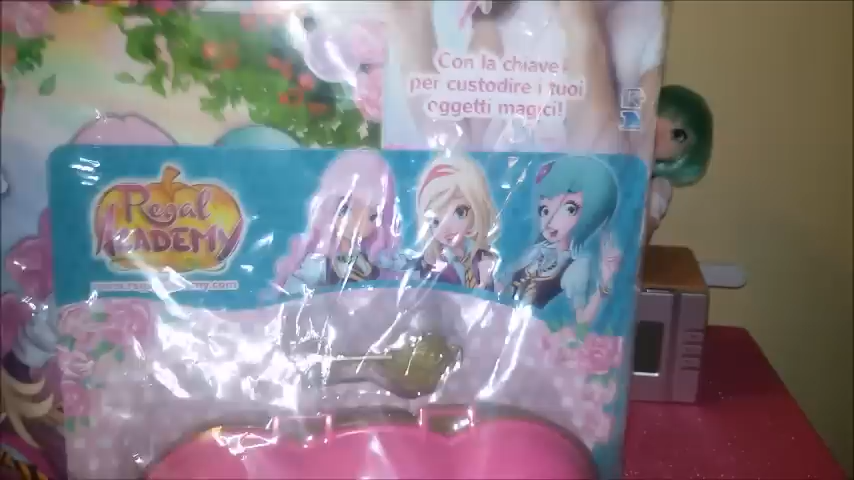 Con la chiave
per custodire i tuoi
oggetti magici!
Regal
ACADEMY